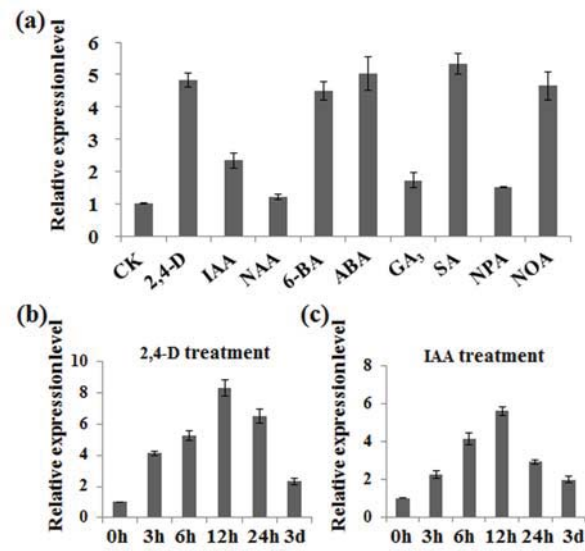 (a)
Relative expression level
6
5
4
3
2
1
0
CK
2,4-D
IAA
NAA
6-BA
ABA
GA₃
SA
NPA
NOA
(b)
2,4-D treatment
Relative expression level
10
8
6
4
2
0
0h 3h 6h 12h 24h 3d
(c)
IAA treatment
Relative expression level
8
6
4
2
0
0h 3h 6h 12h 24h 3d